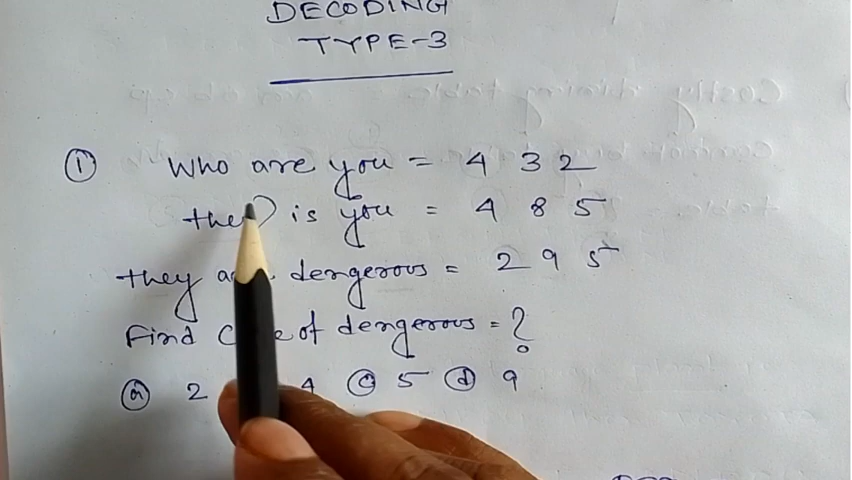 DECODING
TYPE-3
① Who are you = 4 3 2
is you = 4 8 5
they dengerous = 2 9 5
Find of dengerous = ?
ⓐ 2 4 ⓒ 5 ⓓ 9